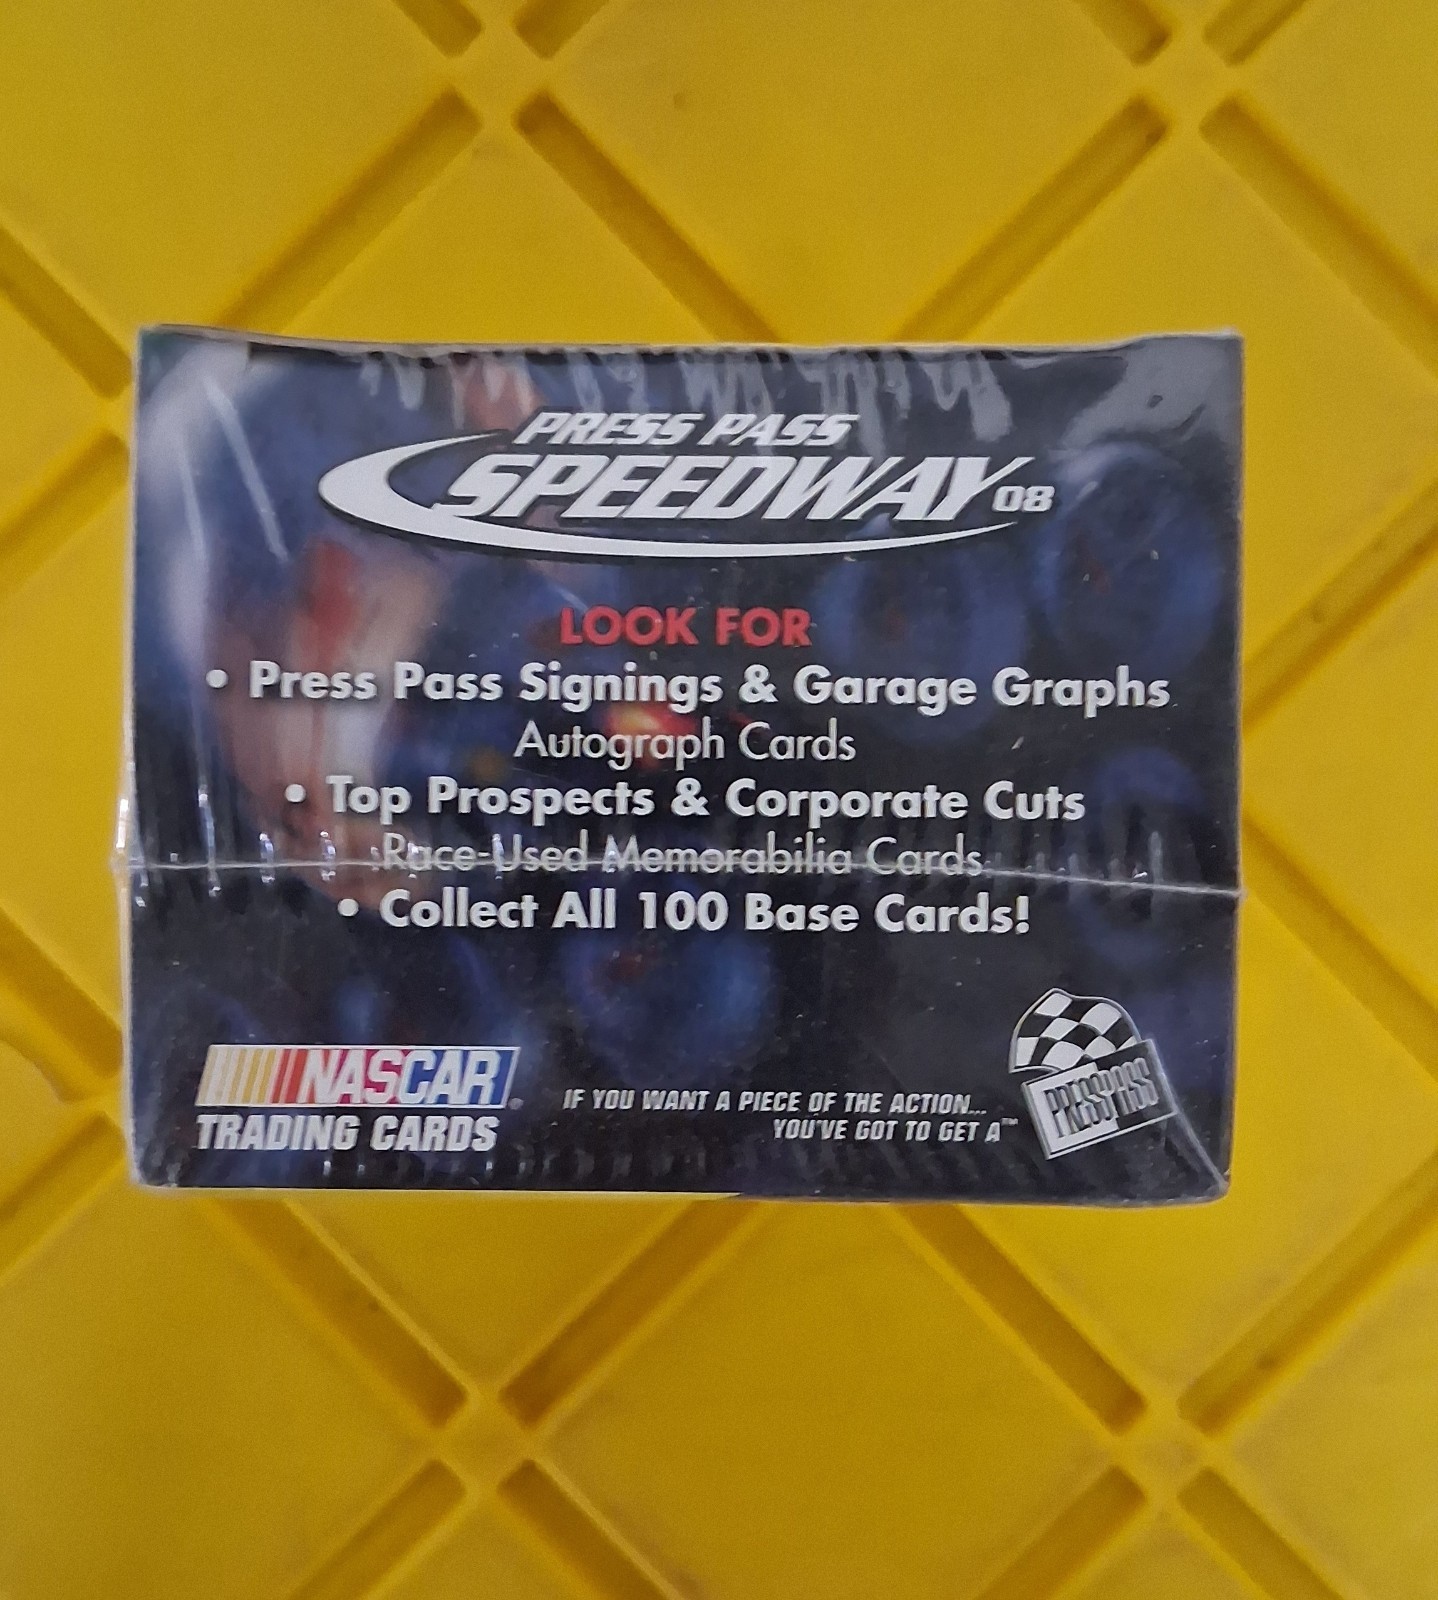 PRESS PASS
SPEEDWAY 08
LOOK FOR
• Press Pass Signings & Garage Graphs
Autograph Cards
• Top Prospects & Corporate Cuts
Race-Used Memorabilia Cards
• Collect All 100 Base Cards!
NASCAR
TRADING CARDS
IF YOU WANT A PIECE OF THE ACTION...
YOU'VE GOT TO GET A™
PRESS PASS